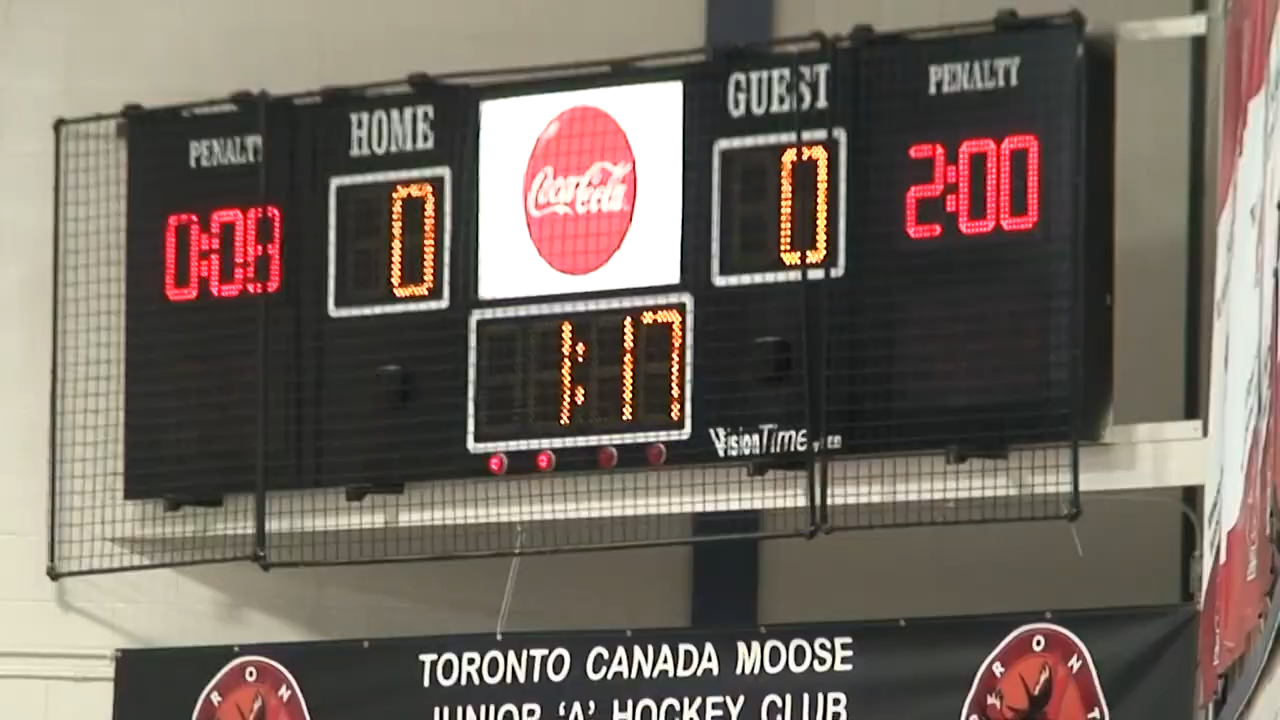 PENALTY
HOME
GUEST
PENALTY
0:08
0
Coca-Cola
0
2:00
1:17
VisionTime
TORONTO CANADA MOOSE
JUNIOR 'A' HOCKEY CLUB